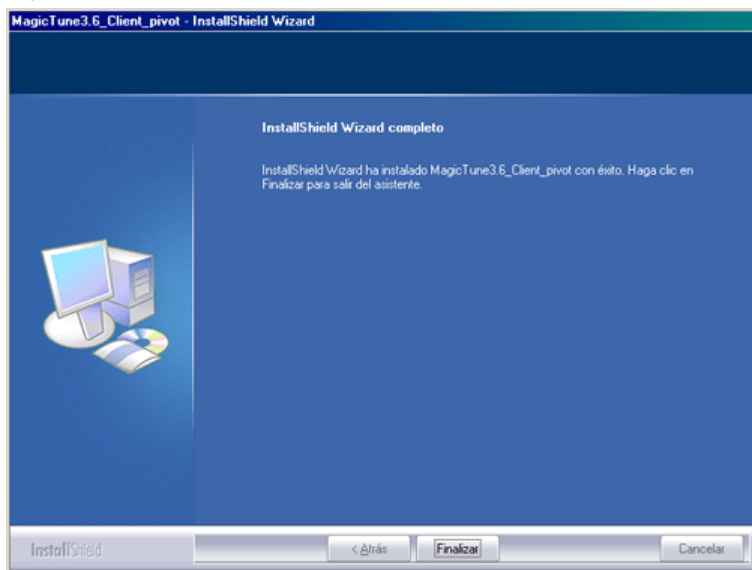 MagicTune3.6_Client_pivot - InstallShield Wizard
InstallShield Wizard completo
InstallShield Wizard ha instalado MagicTune3.6_Client_pivot con éxito. Haga clic en
Finalizar para salir del asistente.
InstallShield
< Atrás
Finalizar
Cancelar